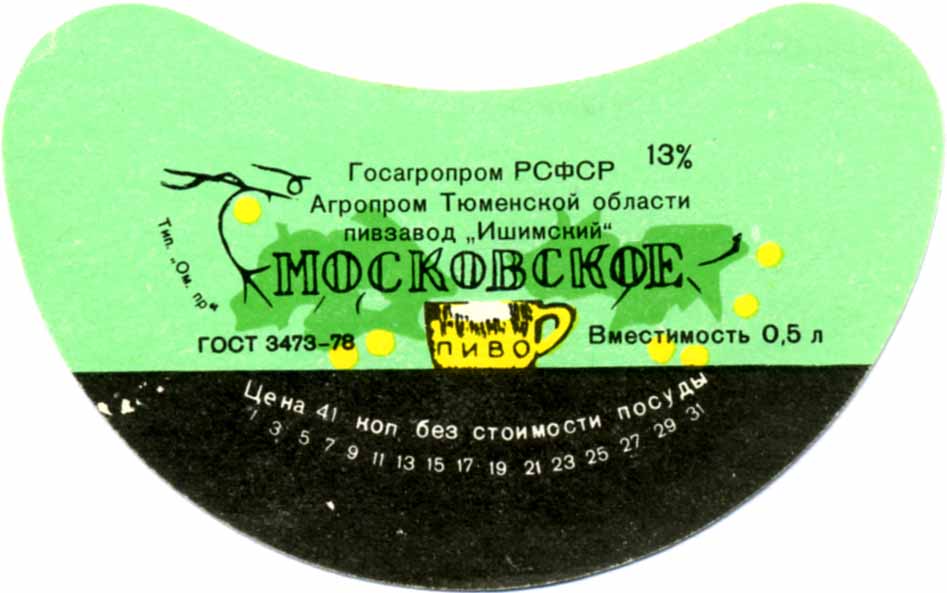 13%
Госагропром РСФСР
Агропром Тюменской области
пивзавод „Ишимский“
МОСКОВСКОЕ
Тип. „Ом. пр“
ГОСТ 3473–78
ПИВО
Вместимость 0,5 л
Цена 41 коп без стоимости посуды
1 3 5 7 9 11 13 15 17 19 21 23 25 27 29 31